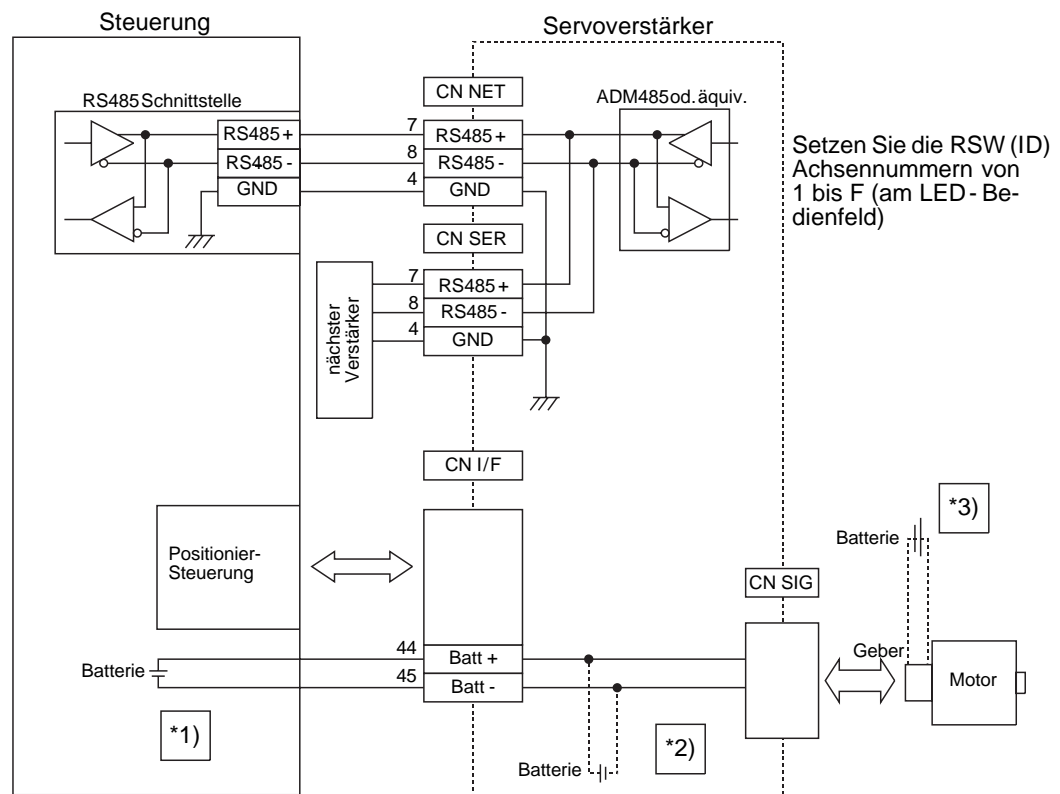 Steuerung
Servoverstärker
RS485 Schnittstelle
RS485 +
RS485 -
GND
7
8
4
CN NET
RS485 +
RS485 -
GND
ADM485 od. äquiv.
Setzen Sie die RSW (ID)
Achsennummern von
1 bis F (am LED - Be-
dienfeld)
CN SER
nächster
Verstärker
7
8
4
RS485 +
RS485 -
GND
CN I/F
Positionier-
Steuerung
*3)
Batterie
CN SIG
Batterie
44
45
Batt +
Batt -
Geber
Motor
*1)
*2)
Batterie